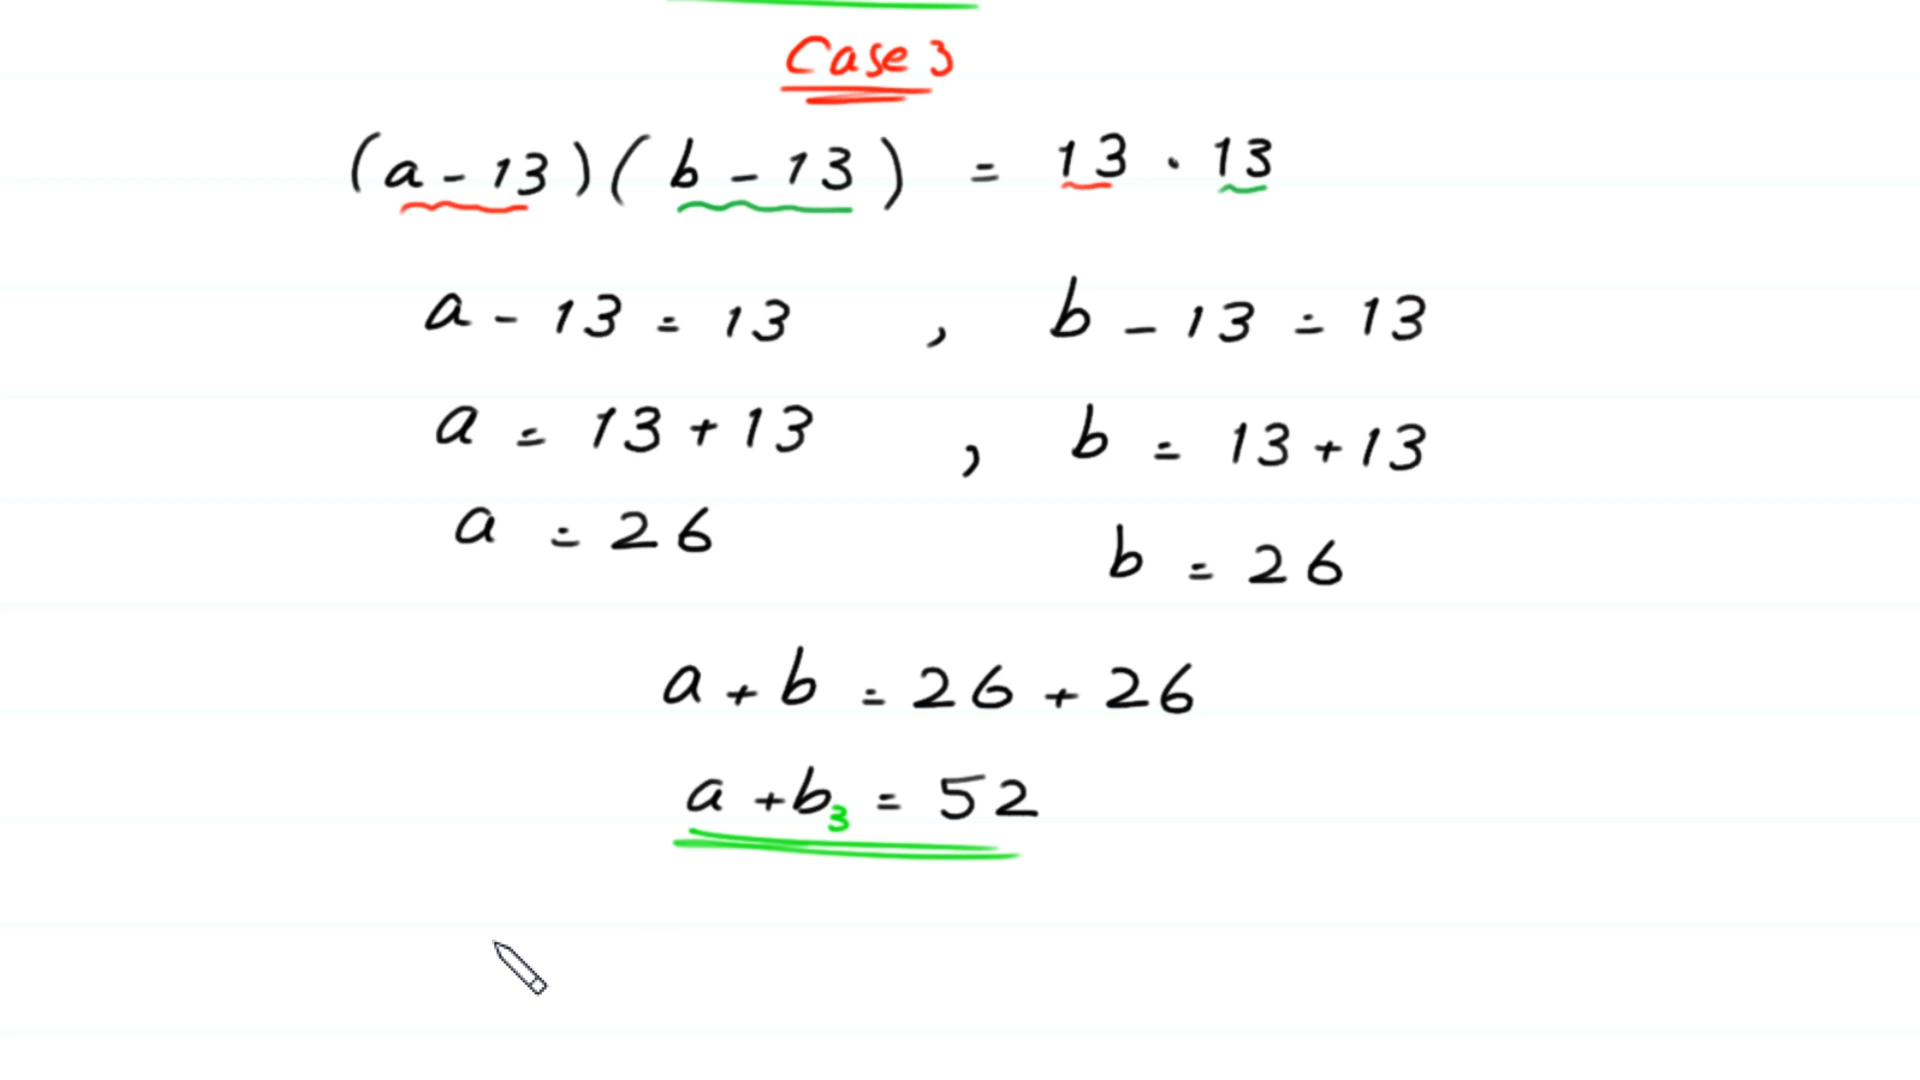 Case 3
(a - 13)(b - 13) = 13 . 13
a - 13 = 13 , b - 13 = 13
a = 13 + 13 , b = 13 + 13
a = 26 b = 26
a + b = 26 + 26
a + b₃ = 52